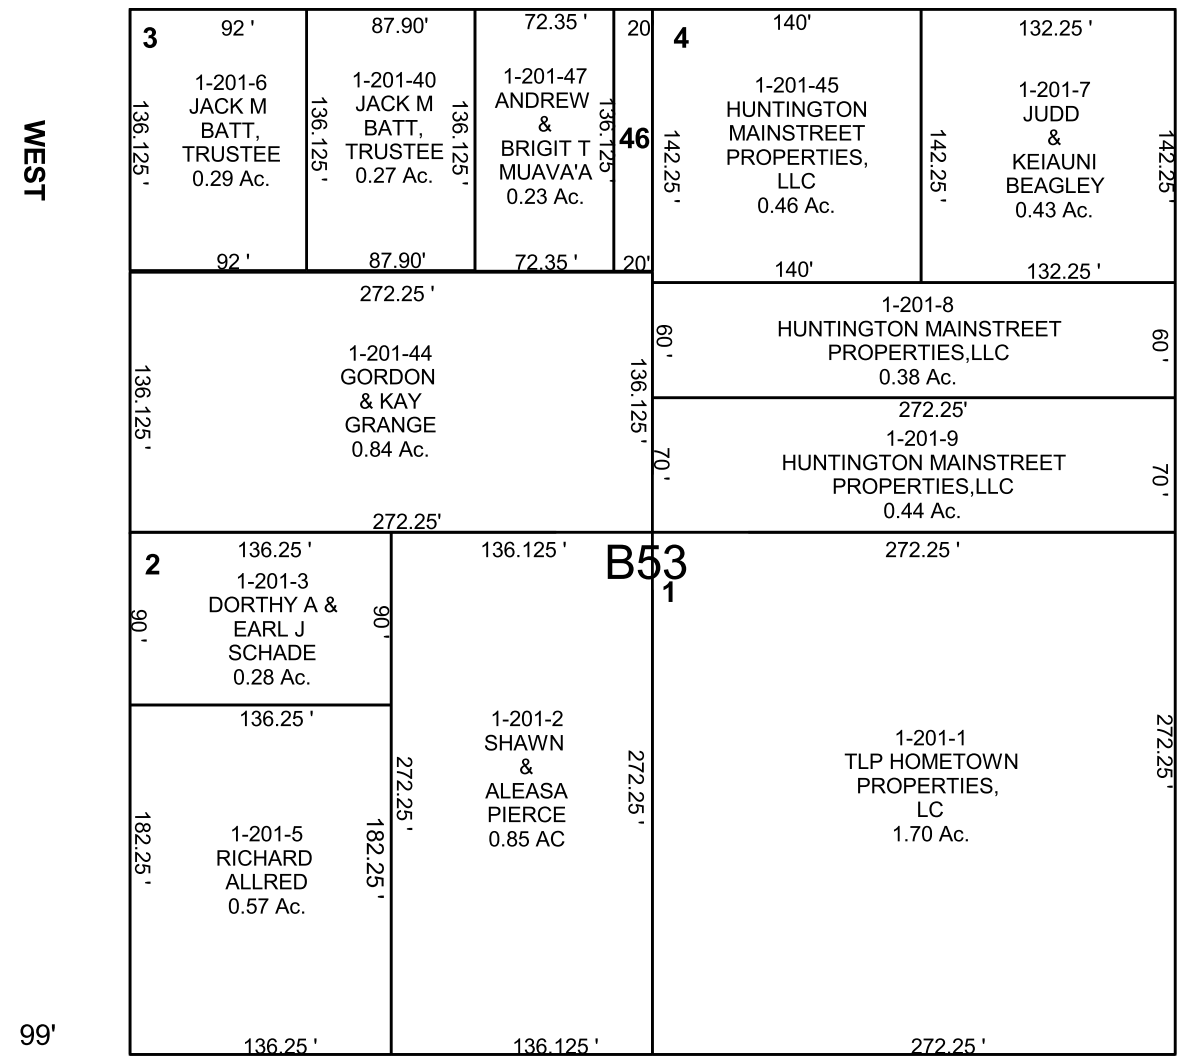 WEST
99'
3
92 '
1-201-6
JACK M
BATT,
TRUSTEE
0.29 Ac.
136.125 '
136.125 '
92 '
87.90'
1-201-40
JACK M
BATT,
TRUSTEE
0.27 Ac.
136.125 '
87.90'
72.35 '
1-201-47
ANDREW
&
BRIGIT T
MUAVA'A
0.23 Ac.
136.125 '
72.35 '
20
46
20'
4
140'
1-201-45
HUNTINGTON
MAINSTREET
PROPERTIES,
LLC
0.46 Ac.
142.25 '
142.25 '
140'
132.25 '
1-201-7
JUDD
&
KEIAUNI
BEAGLEY
0.43 Ac.
142.25 '
132.25 '
272.25 '
1-201-44
GORDON
& KAY
GRANGE
0.84 Ac.
136.125 '
136.125 '
272.25'
1-201-8
HUNTINGTON MAINSTREET
PROPERTIES,LLC
0.38 Ac.
60 '
60 '
272.25'
1-201-9
HUNTINGTON MAINSTREET
PROPERTIES,LLC
0.44 Ac.
70 '
70 '
B53
2
136.25 '
1-201-3
DORTHY A &
EARL J
SCHADE
0.28 Ac.
90 '
90 '
136.25 '
1-201-5
RICHARD
ALLRED
0.57 Ac.
182.25 '
182.25 '
136.25 '
136.125 '
1-201-2
SHAWN
&
ALEASA
PIERCE
0.85 AC
272.25 '
272.25 '
136.125 '
1
272.25 '
1-201-1
TLP HOMETOWN
PROPERTIES,
LC
1.70 Ac.
272.25 '
272.25 '